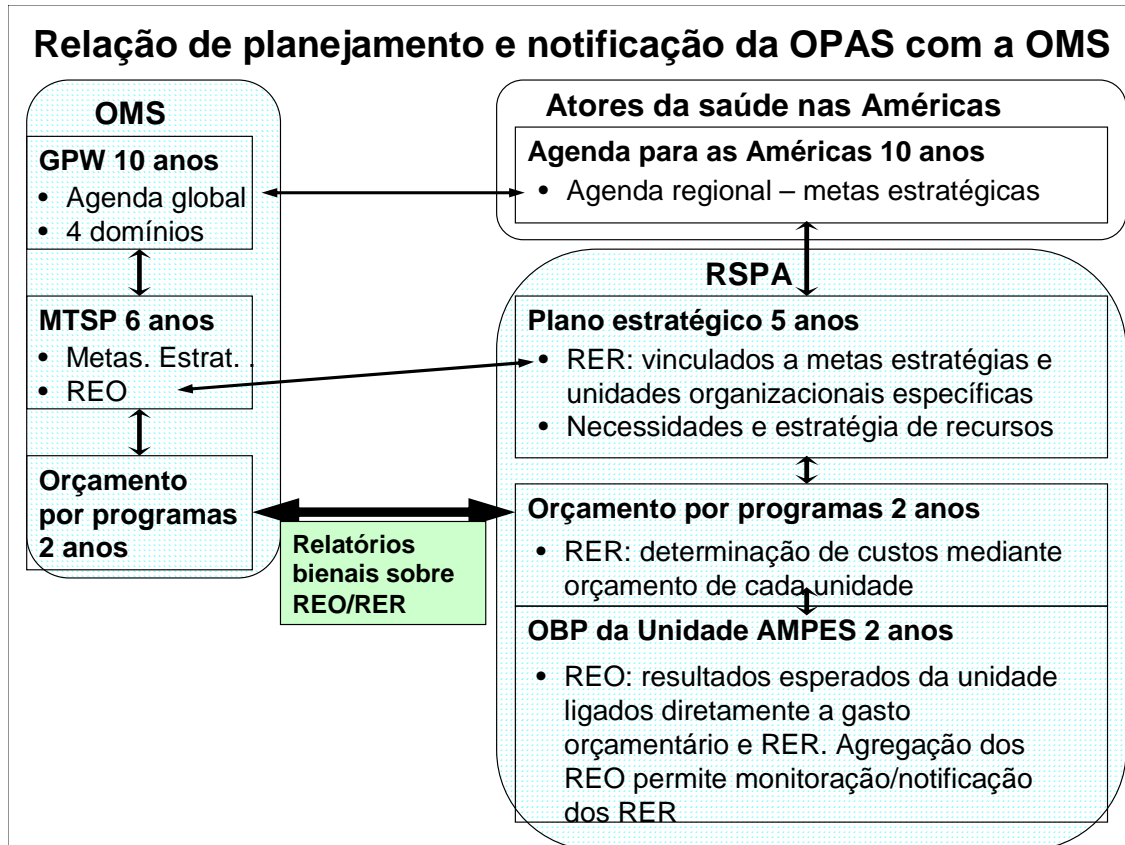 Relação de planejamento e notificação da OPAS com a OMS
OMS
GPW 10 anos
• Agenda global
• 4 domínios
MTSP 6 anos
• Metas. Estrat. .
• REO
Orçamento
por programas
2 anos
Relatórios
bienais sobre
REO/RER
Atores da saúde nas Américas
Agenda para as Américas 10 anos
• Agenda regional – metas estratégicas
RSPA
Plano estratégico 5 anos
• RER: vinculados a metas estratégias e
unidades organizacionais específicas
• Necessidades e estratégia de recursos
Orçamento por programas 2 anos
• RER: determinação de custos mediante
orçamento de cada unidade
OBP da Unidade AMPES 2 anos
• REO: resultados esperados da unidade
ligados diretamente a gasto
orçamentário e RER. Agregação dos
REO permite monitoração/notificação
dos RER